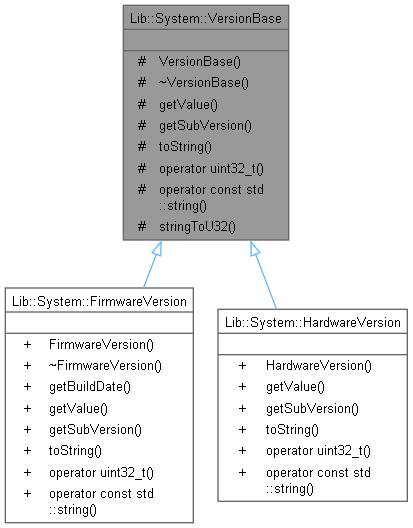 Lib::System::VersionBase
# VersionBase()
# ~VersionBase()
# getValue()
# getSubVersion()
# toString()
# operator uint32_t()
# operator const std
::string()
# stringToU32()
Lib::System::FirmwareVersion
+ FirmwareVersion()
+ ~FirmwareVersion()
+ getBuildDate()
+ getValue()
+ getSubVersion()
+ toString()
+ operator uint32_t()
+ operator const std
::string()
Lib::System::HardwareVersion
+ HardwareVersion()
+ getValue()
+ getSubVersion()
+ toString()
+ operator uint32_t()
+ operator const std
::string()